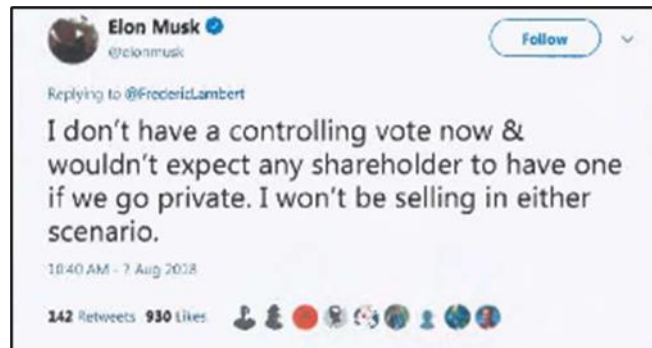 Elon Musk
@elonmusk
Follow
Replying to @FredericLambert
I don't have a controlling vote now &
wouldn't expect any shareholder to have one
if we go private. I won't be selling in either
scenario.
10:40 AM - 7 Aug 2018
142 Retweets 930 Likes